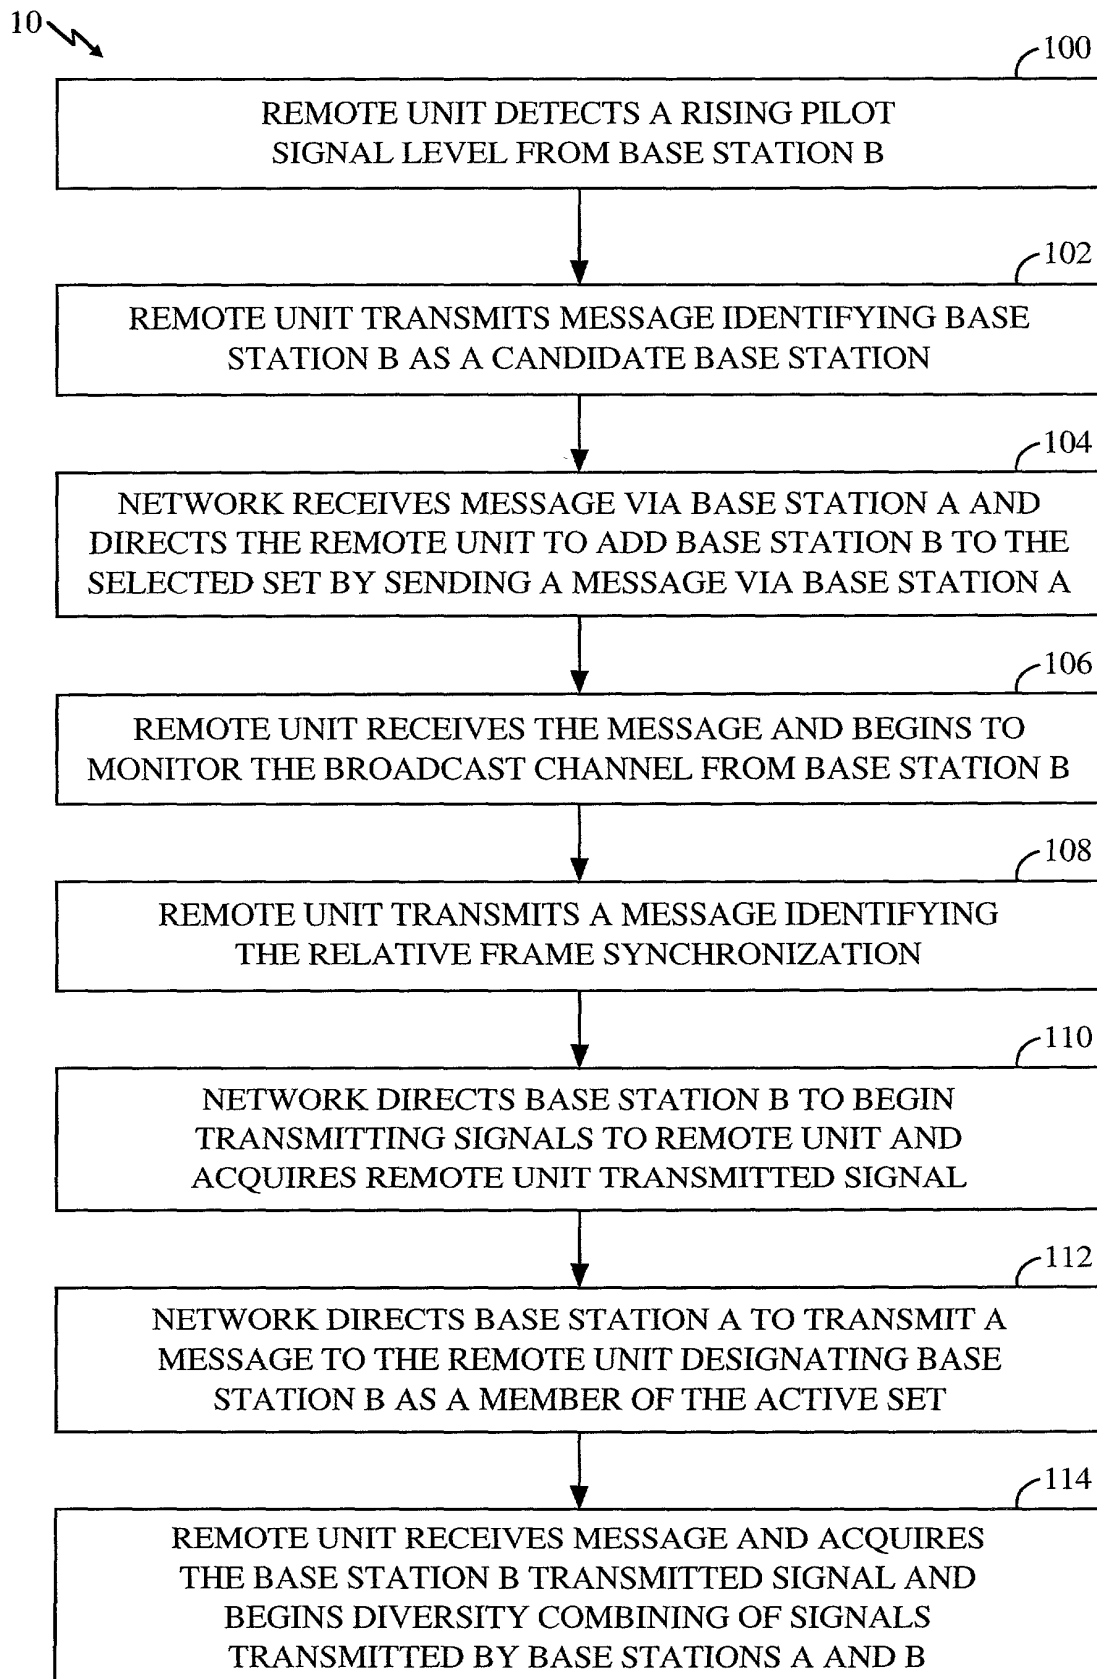 10
100
REMOTE UNIT DETECTS A RISING PILOT
SIGNAL LEVEL FROM BASE STATION B
102
REMOTE UNIT TRANSMITS MESSAGE IDENTIFYING BASE
STATION B AS A CANDIDATE BASE STATION
104
NETWORK RECEIVES MESSAGE VIA BASE STATION A AND
DIRECTS THE REMOTE UNIT TO ADD BASE STATION B TO THE
SELECTED SET BY SENDING A MESSAGE VIA BASE STATION A
106
REMOTE UNIT RECEIVES THE MESSAGE AND BEGINS TO
MONITOR THE BROADCAST CHANNEL FROM BASE STATION B
108
REMOTE UNIT TRANSMITS A MESSAGE IDENTIFYING
THE RELATIVE FRAME SYNCHRONIZATION
110
NETWORK DIRECTS BASE STATION B TO BEGIN
TRANSMITTING SIGNALS TO REMOTE UNIT AND
ACQUIRES REMOTE UNIT TRANSMITTED SIGNAL
112
NETWORK DIRECTS BASE STATION A TO TRANSMIT A
MESSAGE TO THE REMOTE UNIT DESIGNATING BASE
STATION B AS A MEMBER OF THE ACTIVE SET
114
REMOTE UNIT RECEIVES MESSAGE AND ACQUIRES
THE BASE STATION B TRANSMITTED SIGNAL AND
BEGINS DIVERSITY COMBINING OF SIGNALS
TRANSMITTED BY BASE STATIONS A AND B